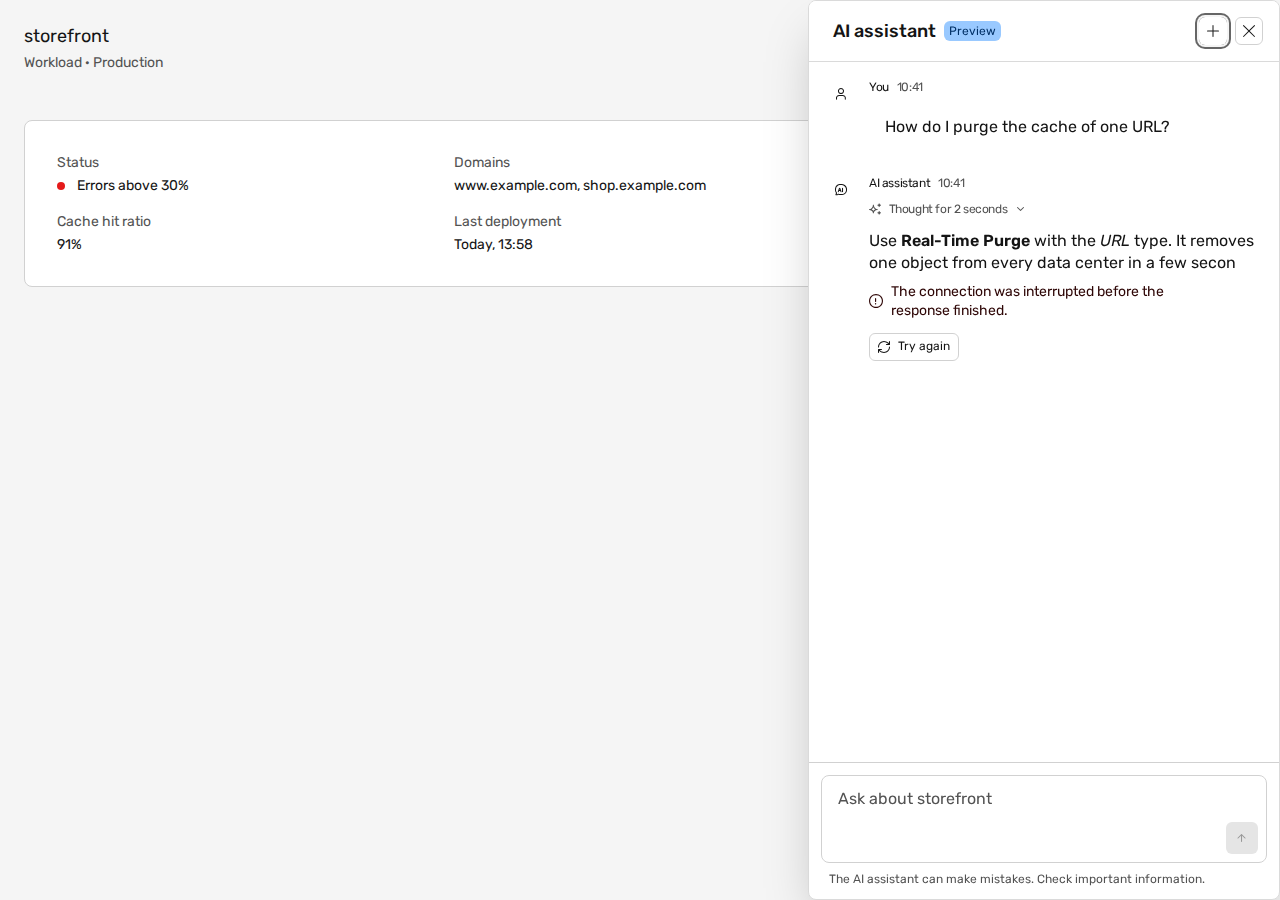 storefront
Workload • Production
Status
Errors above 30%
Domains
www.example.com, shop.example.com
Cache hit ratio
91%
Last deployment
Today, 13:58
AI assistant Preview
You 10:41
How do I purge the cache of one URL?
AI
AI assistant 10:41
Thought for 2 seconds
Use Real-Time Purge with the URL type. It removes
one object from every data center in a few secon
The connection was interrupted before the
response finished.
Try again
Ask about storefront
The AI assistant can make mistakes. Check important information.